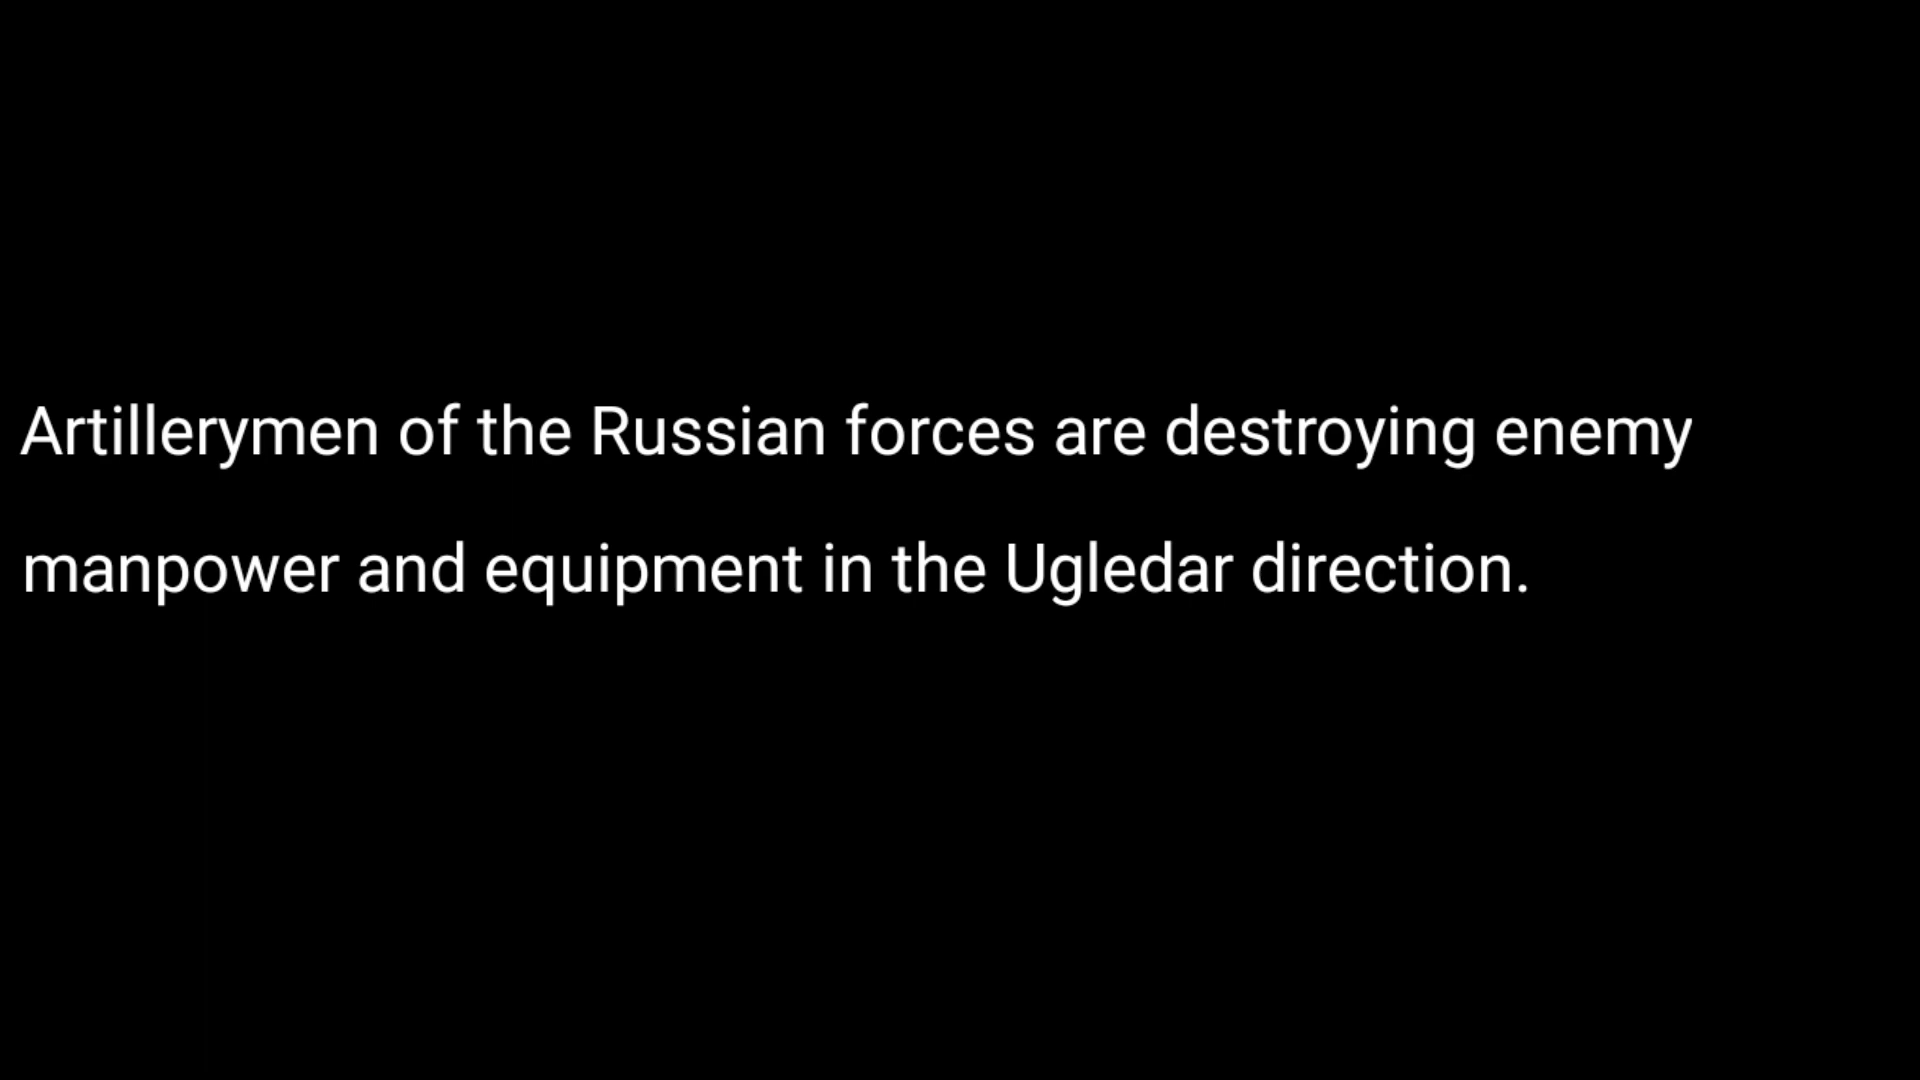 Artillerymen of the Russian forces are destroying enemy
manpower and equipment in the Ugledar direction.